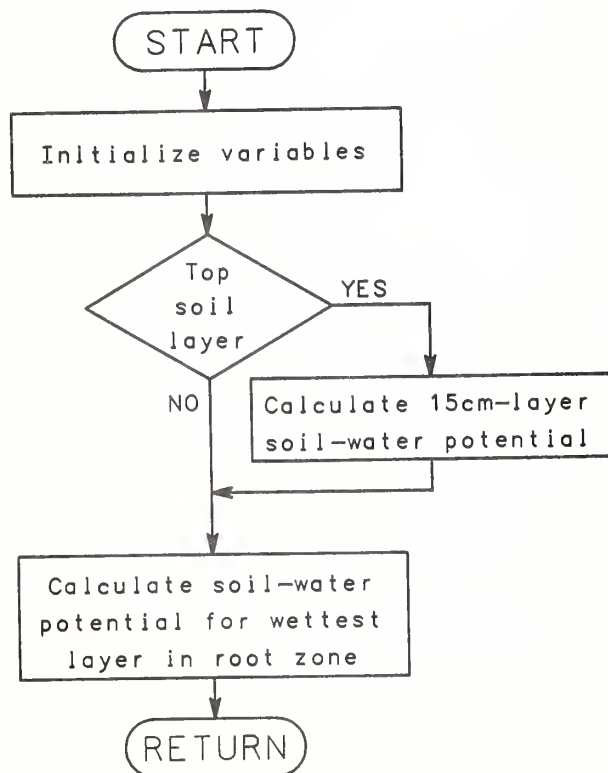 START
Initialize variables
Top
soil
layer
YES
NO
Calculate 15cm-layer
soil-water potential
Calculate soil-water
potential for wettest
layer in root zone
RETURN